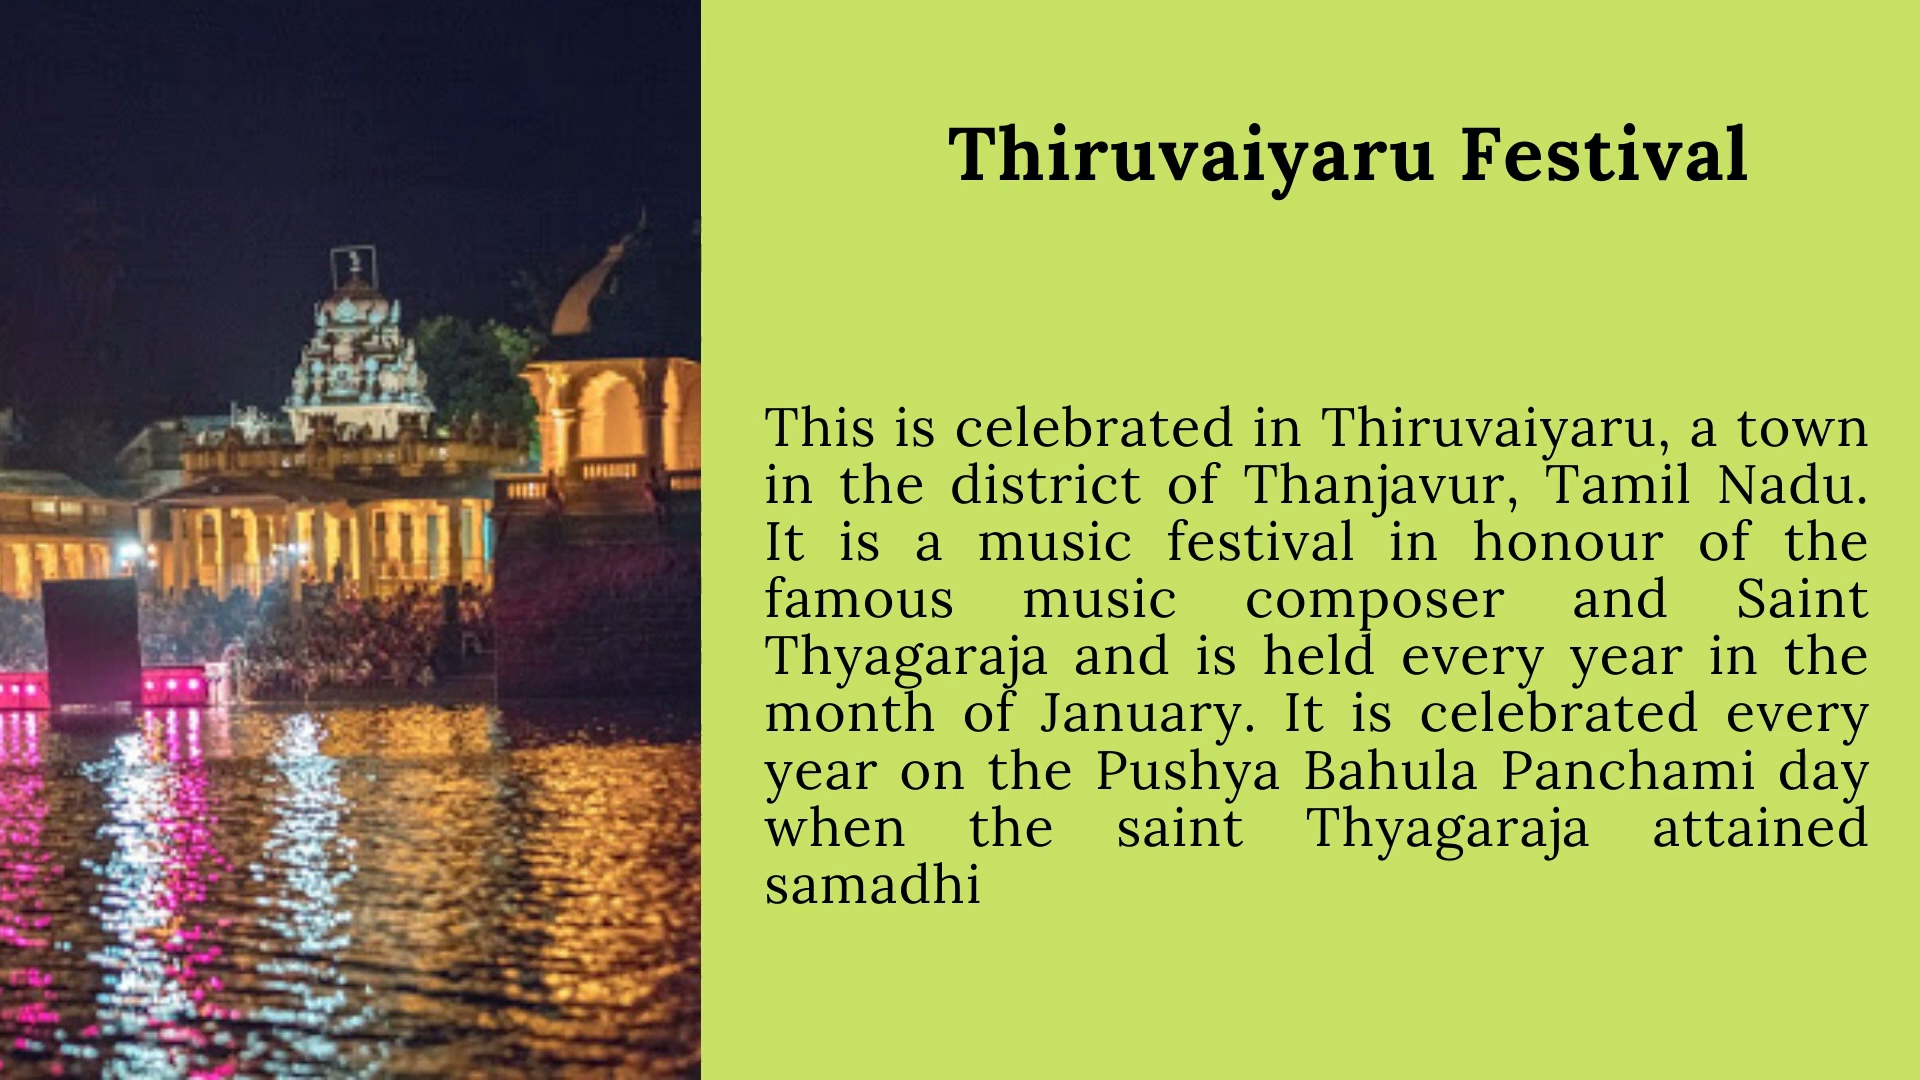 Thiruvaiyaru Festival
This is celebrated in Thiruvaiyaru, a town
in the district of Thanjavur, Tamil Nadu.
It is a music festival in honour of the
famous music composer and Saint
Thyagaraja and is held every year in the
month of January. It is celebrated every
year on the Pushya Bahula Panchami day
when the saint Thyagaraja attained
samadhi